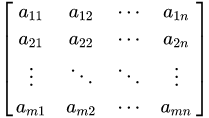 a₁₁ a₁₂ ⋯ a₁ₙ
a₂₁ a₂₂ ⋯ a₂ₙ
⋮ ⋱ ⋱ ⋮
aₘ₁ aₘ₂ ⋯ aₘₙ